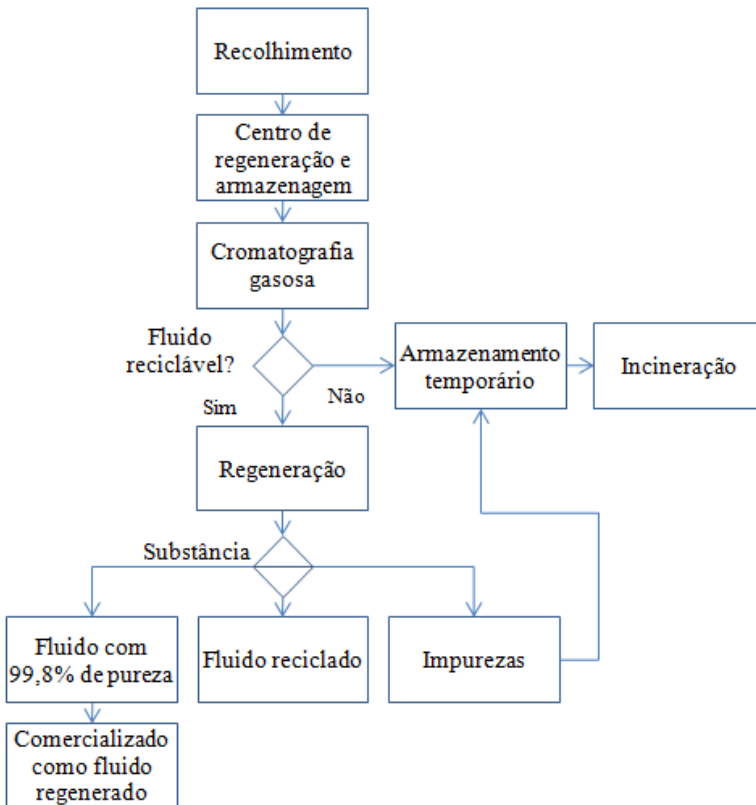 Recolhimento
Centro de
regeneração e
armazenagem
Cromatografia
gasosa
Fluido
reciclável?
Armazenamento
temporário
Incineração
Não
Sim
Regeneração
Substância
Fluido com
99,8% de pureza
Fluido reciclado
Impurezas
Comercializado
como fluido
regenerado